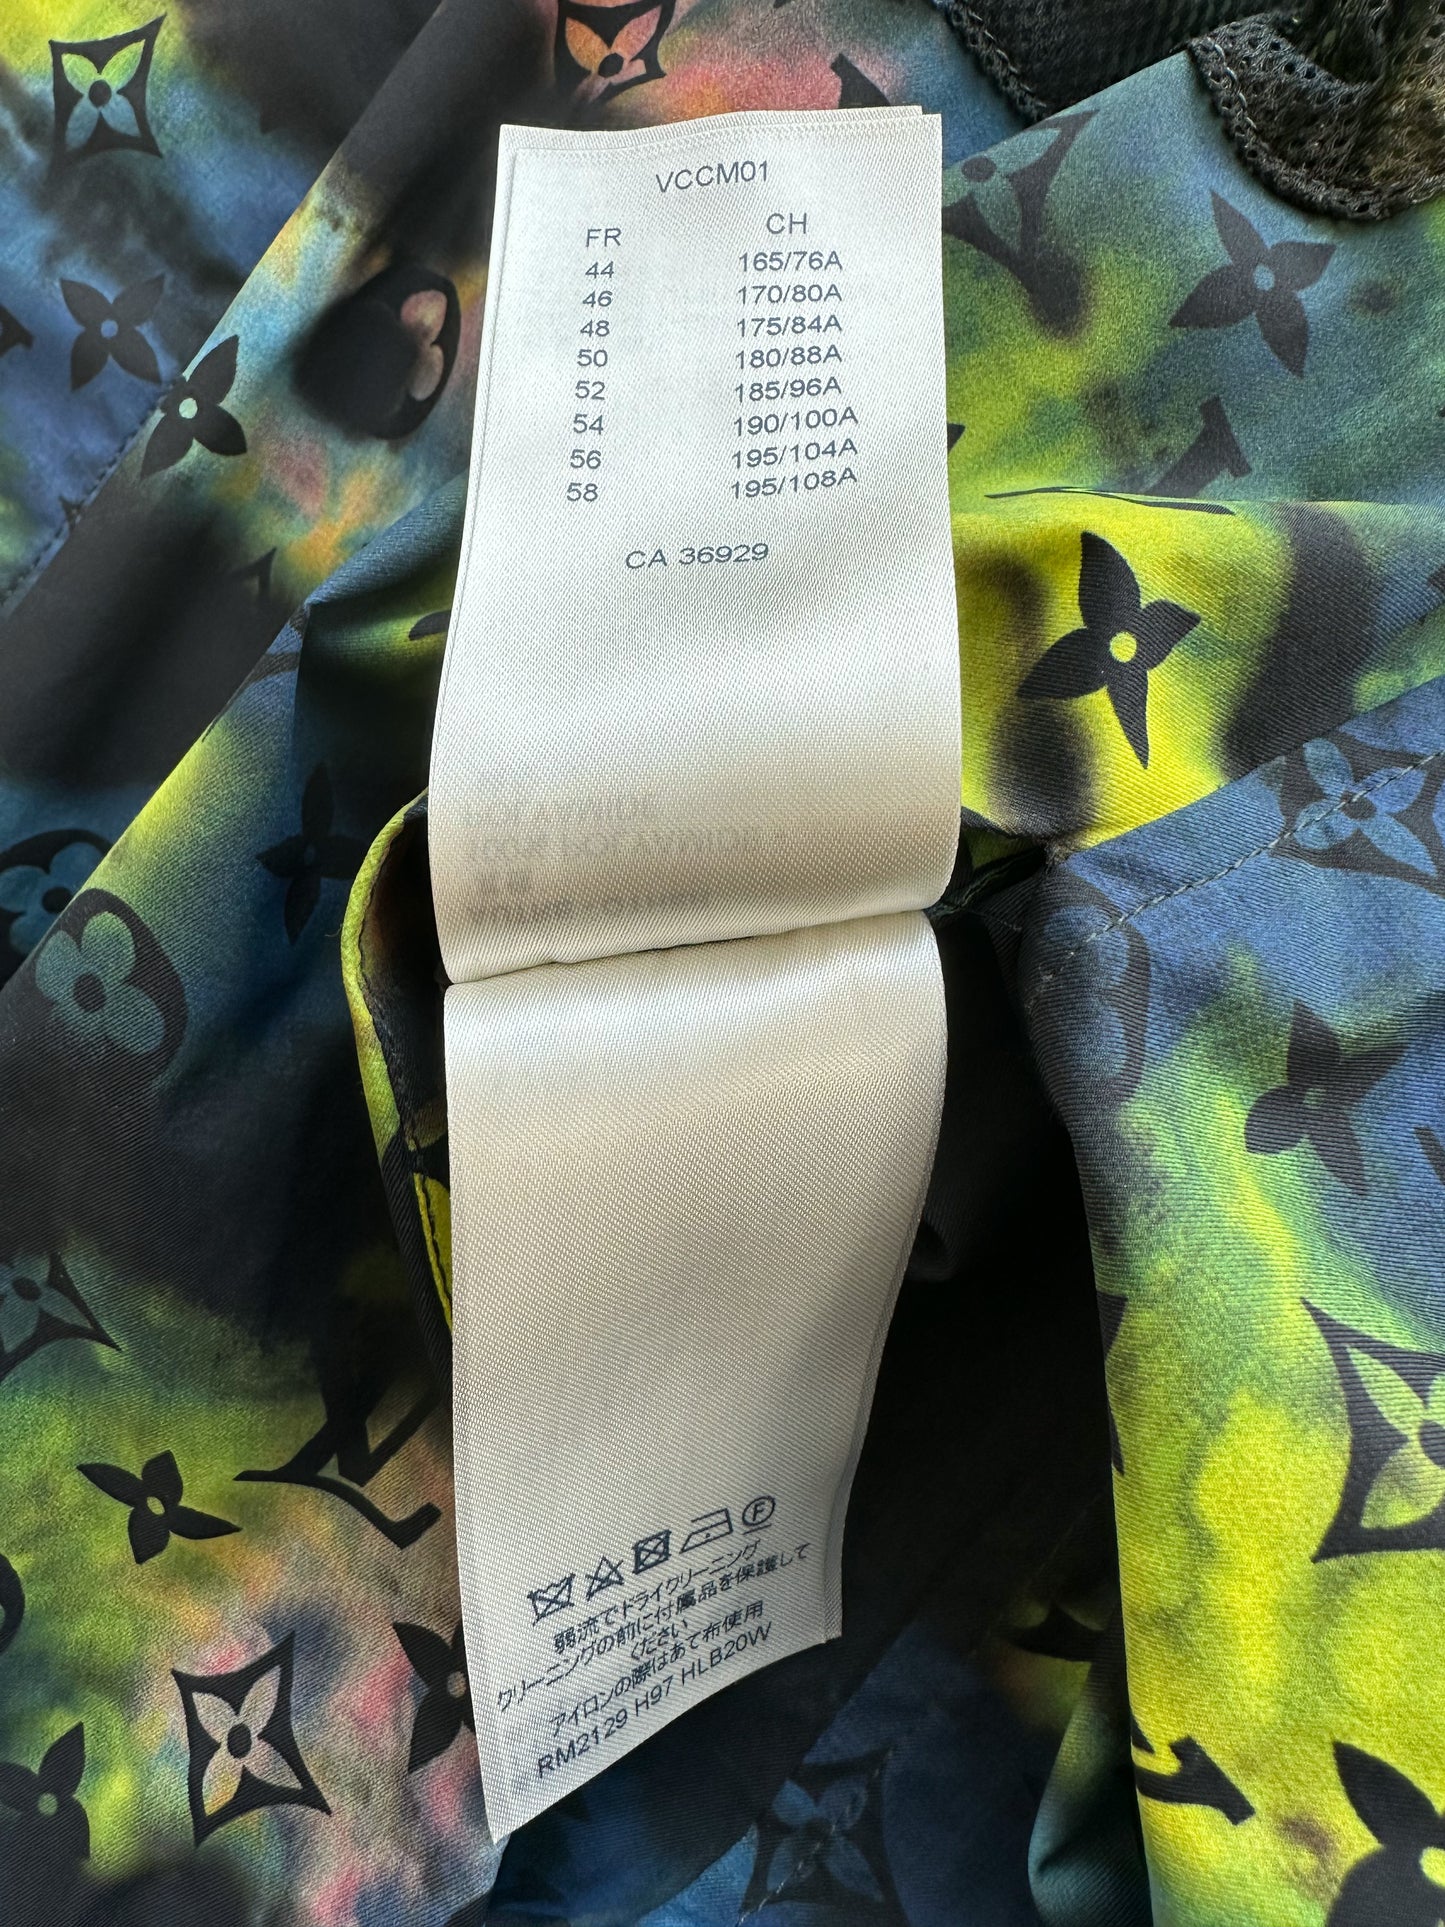 VCCM01
FR CH
44 165/76A
46 170/80A
48 175/84A
50 180/88A
52 185/96A
54 190/100A
56 195/104A
58 195/108A
CA 36929
F
弱流でドライクリーニング
クリーニングの前に付属品を保護して
ください
アイロンの際はあて布使用
RM2129 H97 HLB20W